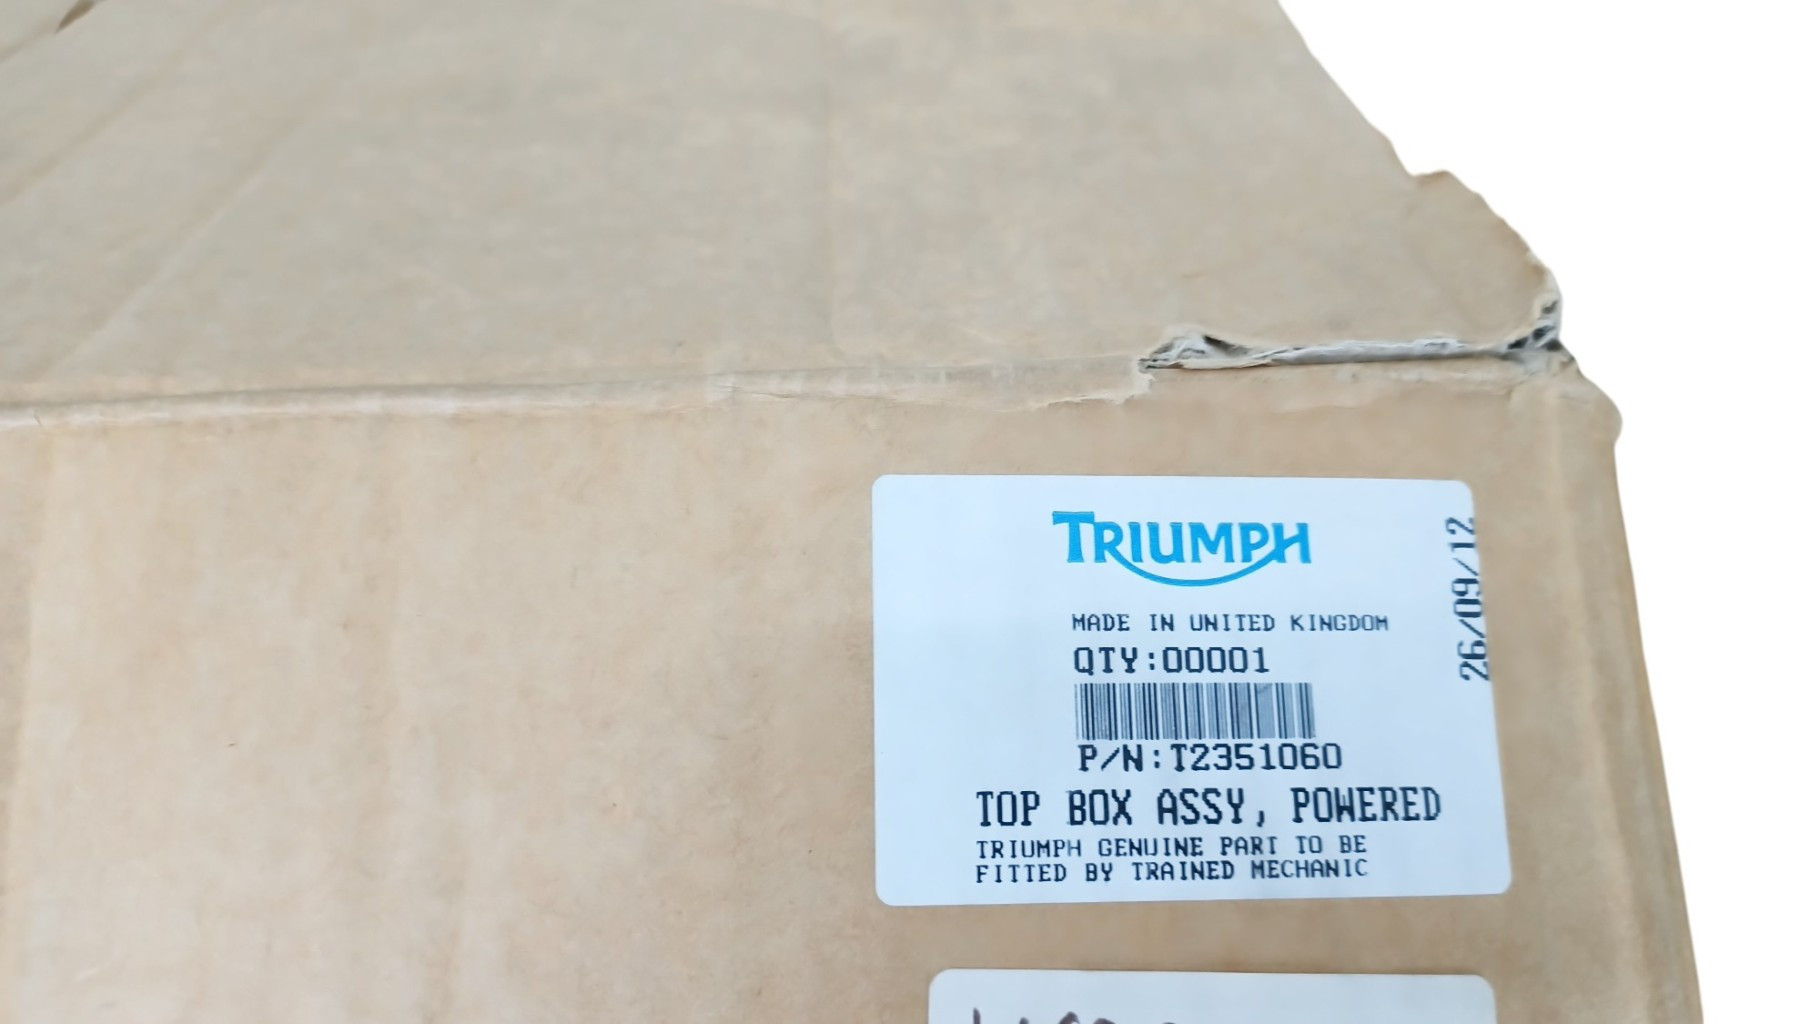 TRIUMPH
MADE IN UNITED KINGDOM
QTY:00001
P/N:T2351060
TOP BOX ASSY, POWERED
TRIUMPH GENUINE PART TO BE
FITTED BY TRAINED MECHANIC
26/09/12